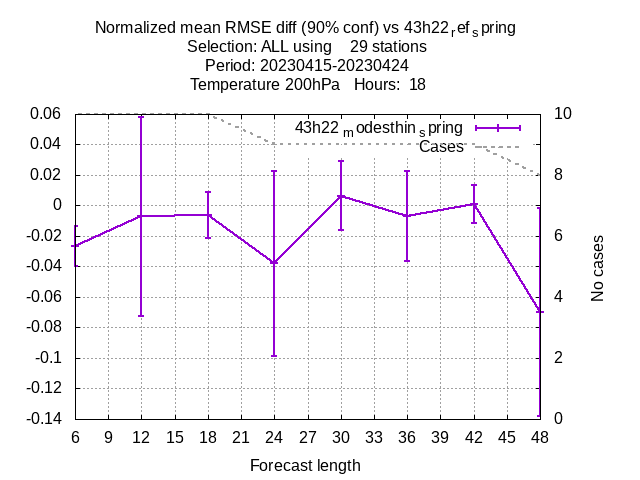 Normalized mean RMSE diff (90% conf) vs 43h22refspring
Selection: ALL using 29 stations
Period: 20230415-20230424
Temperature 200hPa Hours: 18
43h22modesthinspring
Cases
0.06
0.04
0.02
0
-0.02
-0.04
-0.06
-0.08
-0.1
-0.12
-0.14
10
8
6
4
2
0
No cases
6 9 12 15 18 21 24 27 30 33 36 39 42 45 48
Forecast length